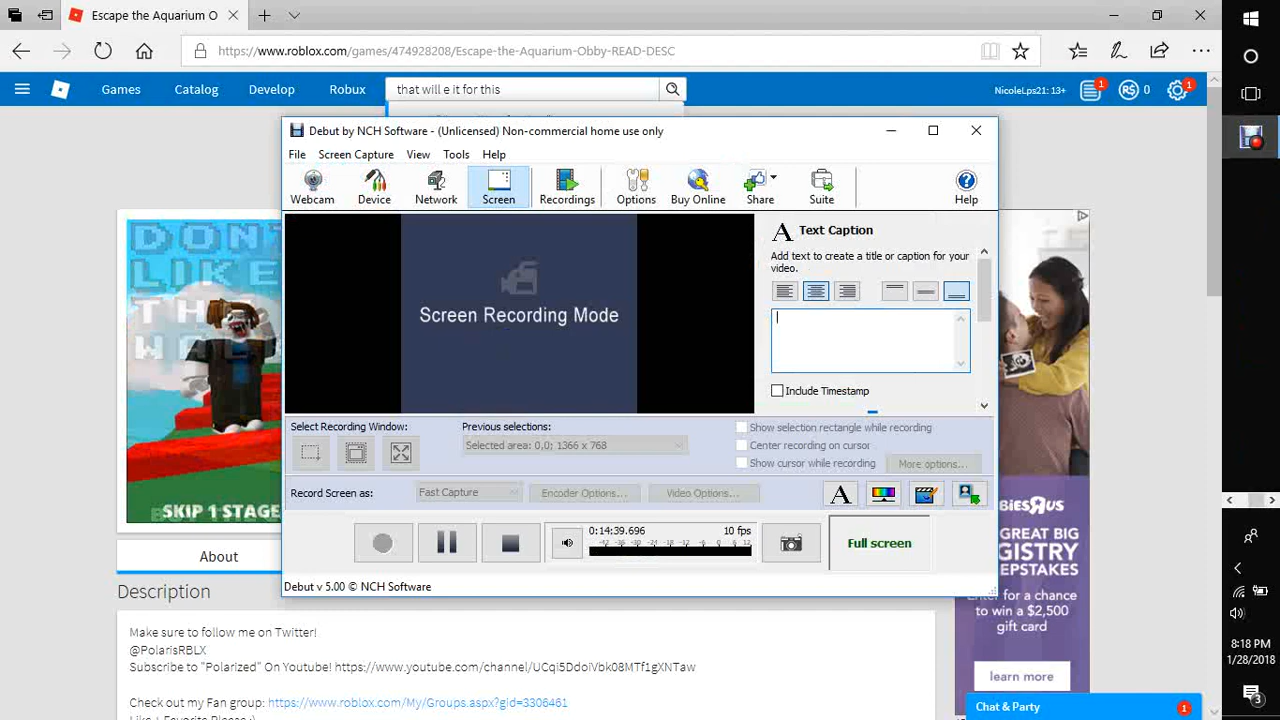 Escape the Aquarium O
https://www.roblox.com/games/474928208/Escape-the-Aquarium-Obby-READ-DESC
Games
Catalog
Develop
Robux
that will e it for this
NicoleLps21: 13+
1
R$ 0
1
Debut by NCH Software - (Unlicensed) Non-commercial home use only
File
Screen Capture
View
Tools
Help
Webcam
Device
Network
Screen
Recordings
Options
Buy Online
Share
Suite
Help
Screen Recording Mode
A Text Caption
Add text to create a title or caption for your
video.
Include Timestamp
DONT
LIKE
SKIP 1 STAGE
Select Recording Window:
Previous selections:
Selected area: 0,0; 1366 x 768
Show selection rectangle while recording
Center recording on cursor
Show cursor while recording
More options...
Record Screen as:
Fast Capture
Encoder Options...
Video Options...
A
0:14:39.696
10 fps
Full screen
Debut v 5.00 © NCH Software
About
Description
Make sure to follow me on Twitter!
@PolarisRBLX
Subscribe to "Polarized" On Youtube! https://www.youtube.com/channel/UCqi5DdoiVbk08MTf1gXNTaw
Check out my Fan group: https://www.roblox.com/My/Groups.aspx?gid=3306461
BIES R US
GREAT BIG
Enter for a chance
to win a $2,500
gift card
learn more
Chat & Party
1
8:18 PM
1/28/2018
3